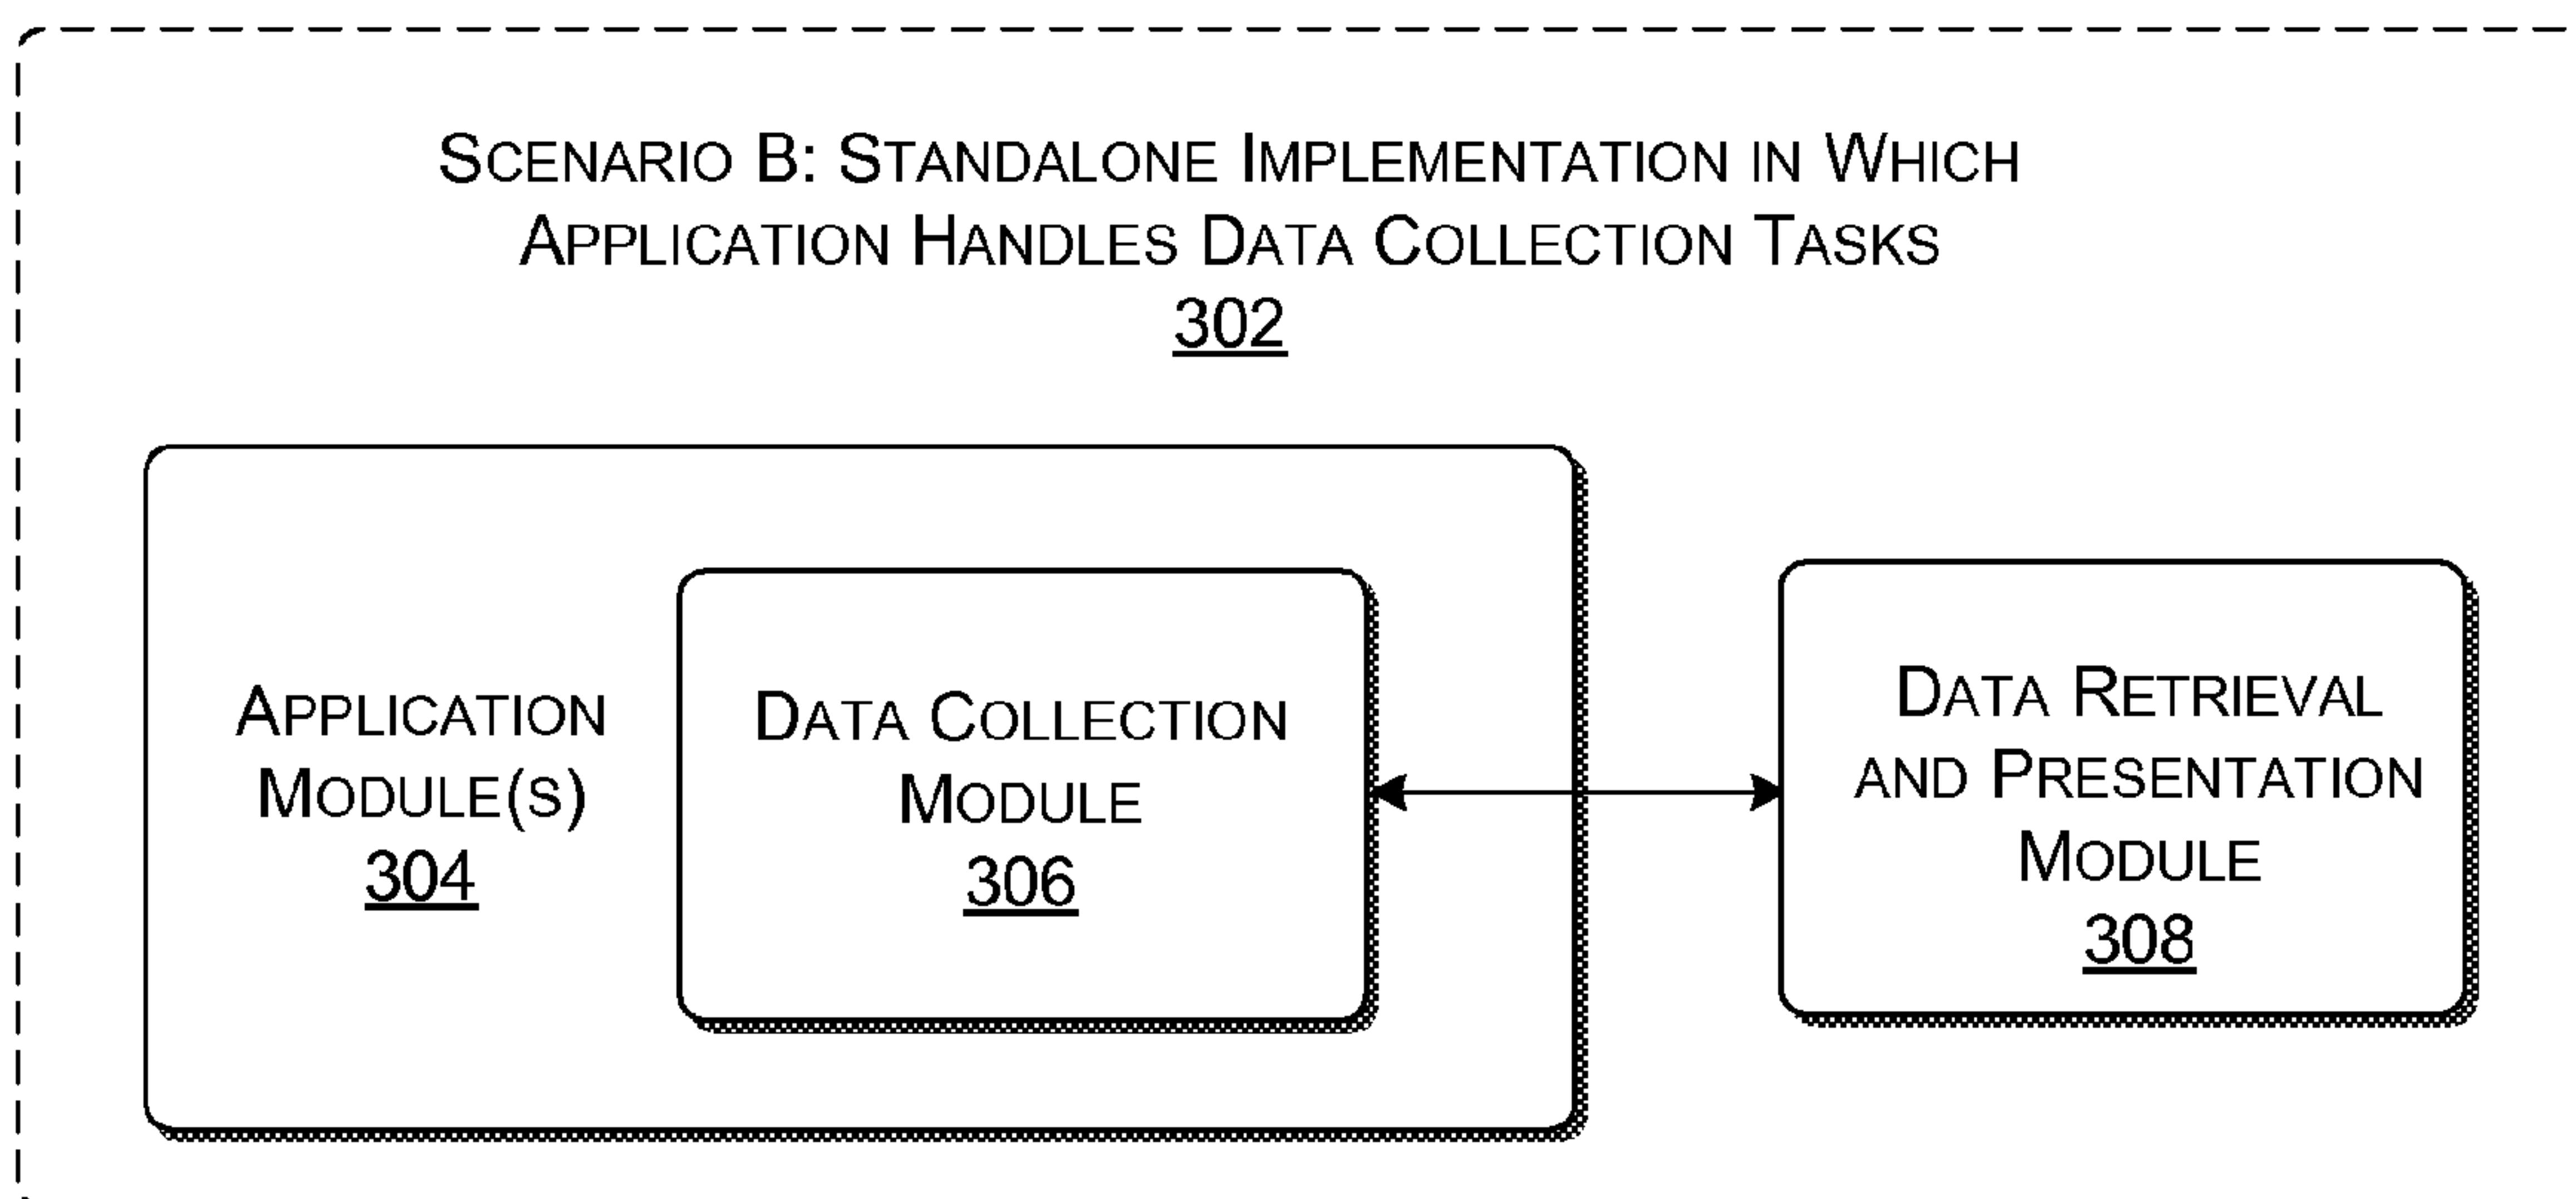 SCENARIO B: STANDALONE IMPLEMENTATION IN WHICH
APPLICATION HANDLES DATA COLLECTION TASKS
302
APPLICATION
MODULE(S)
304
DATA COLLECTION
MODULE
306
DATA RETRIEVAL
AND PRESENTATION
MODULE
308